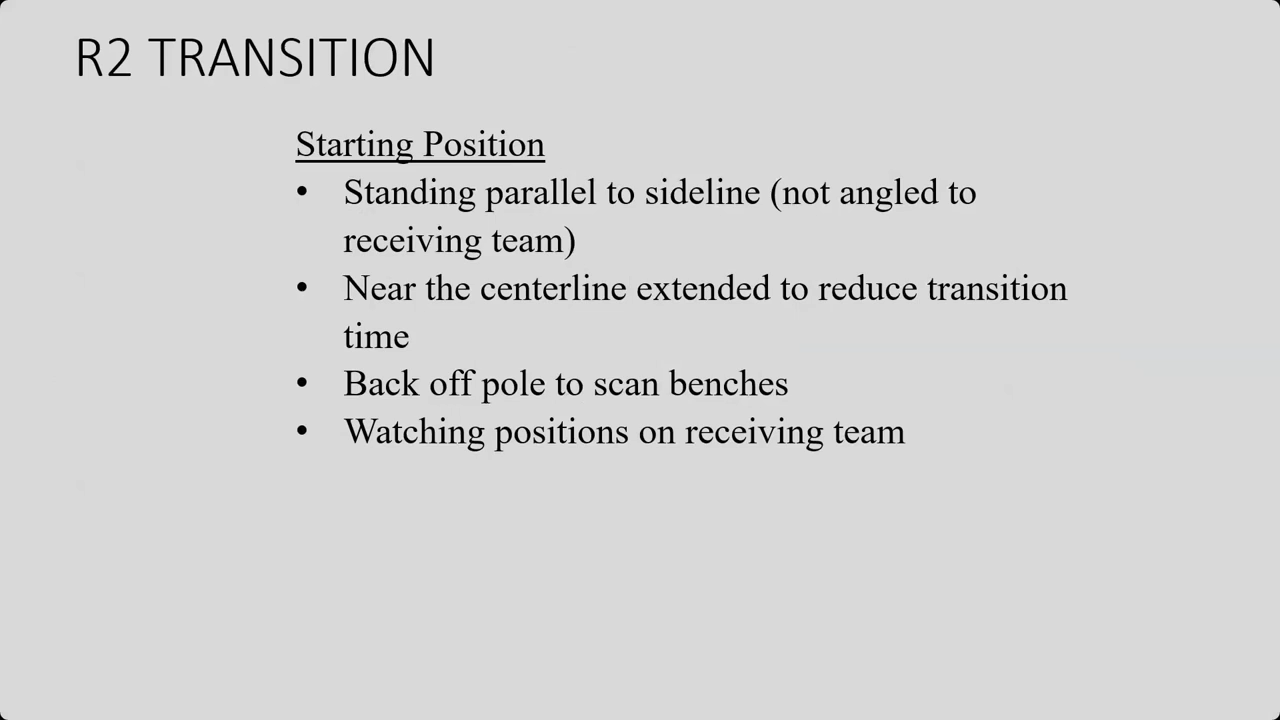 R2 TRANSITION
Starting Position
• Standing parallel to sideline (not angled to
receiving team)
• Near the centerline extended to reduce transition
time
• Back off pole to scan benches
• Watching positions on receiving team